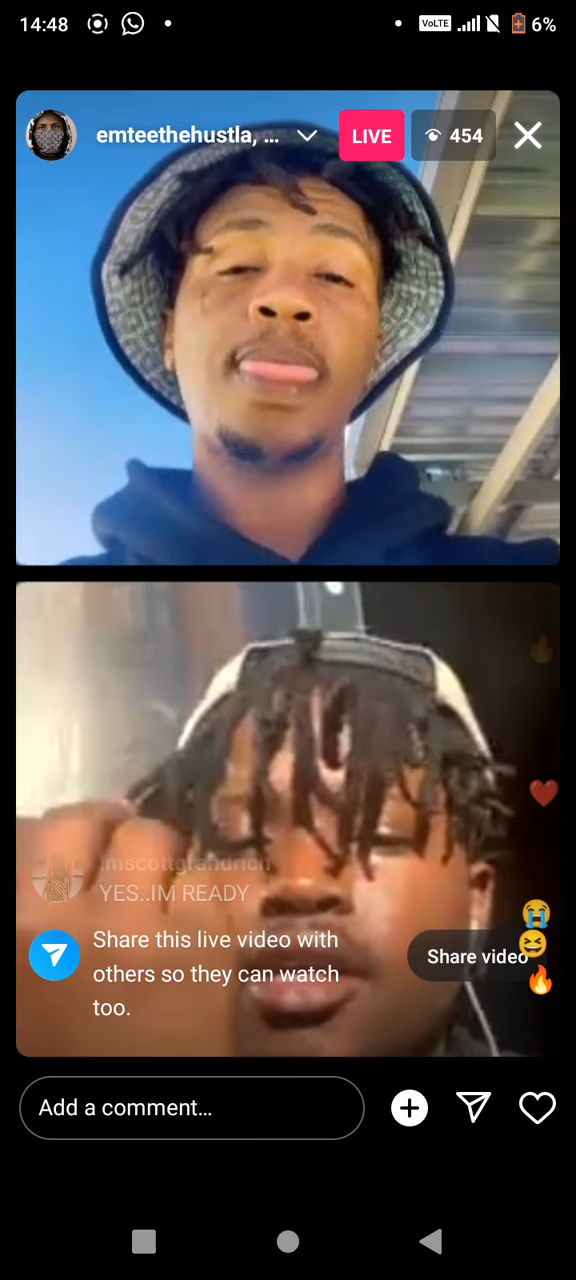 14:48
VoLTE
6%
emteethehustla, ...
LIVE
454
imscottgrandrich
YES..IM READY
Share this live video with
others so they can watch
too.
Share video
Add a comment...